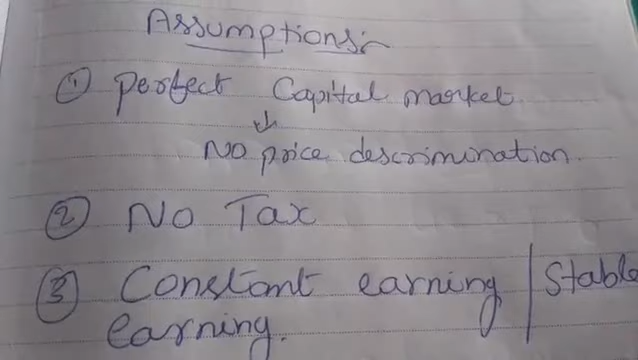 Assumptions:-
① Perfect Capital market
↓
No price descrimination.
② No Tax
③ Constant earning | Stable
earning.